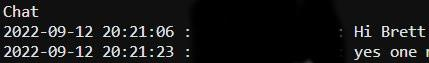 Chat
2022-09-12 20:21:06 : : Hi Brett
2022-09-12 20:21:23 : : yes one